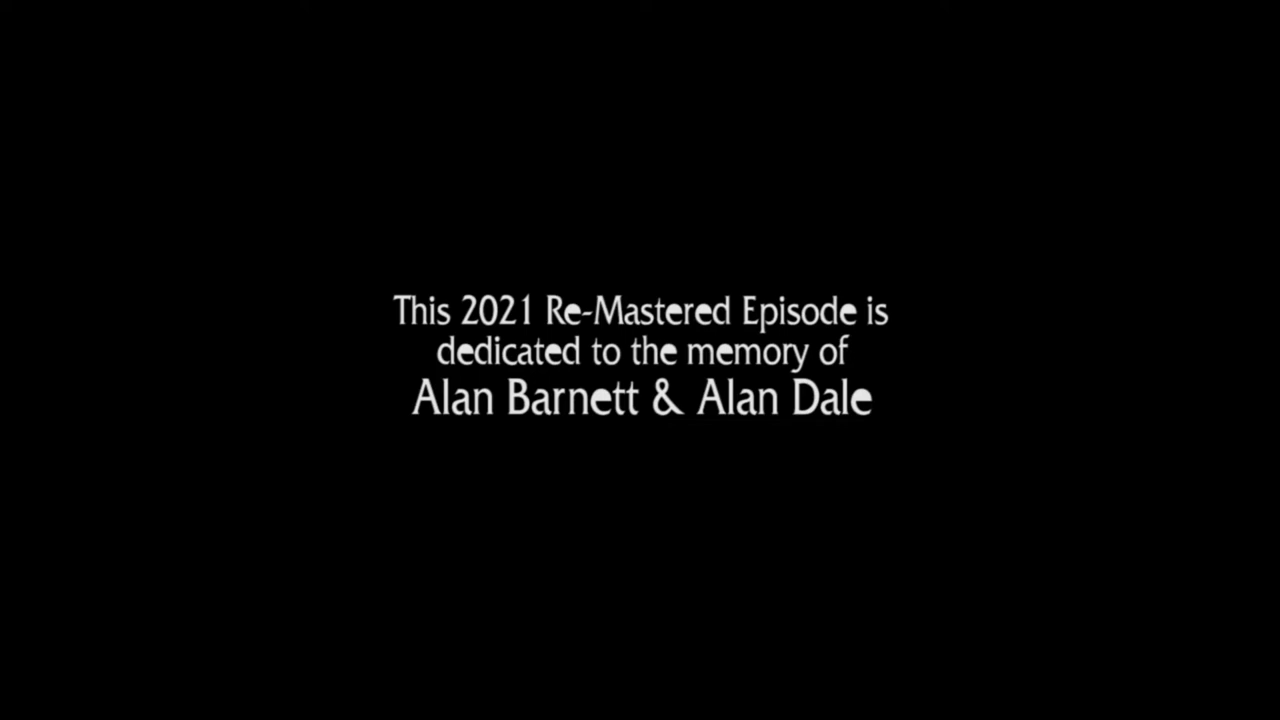 This 2021 Re-Mastered Episode is
dedicated to the memory of
Alan Barnett & Alan Dale